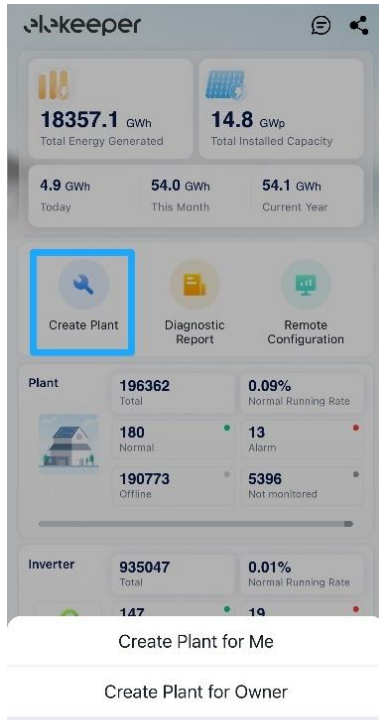 elekeeper
18357.1 GWh
Total Energy Generated
14.8 GWp
Total Installed Capacity
4.9 GWh
Today
54.0 GWh
This Month
54.1 GWh
Current Year
Create Plant
Diagnostic
Report
Remote
Configuration
Plant
196362
Total
0.09%
Normal Running Rate
180
Normal
13
Alarm
190773
Offline
5396
Not monitored
Inverter
935047
Total
0.01%
Normal Running Rate
147
19
Create Plant for Me
Create Plant for Owner